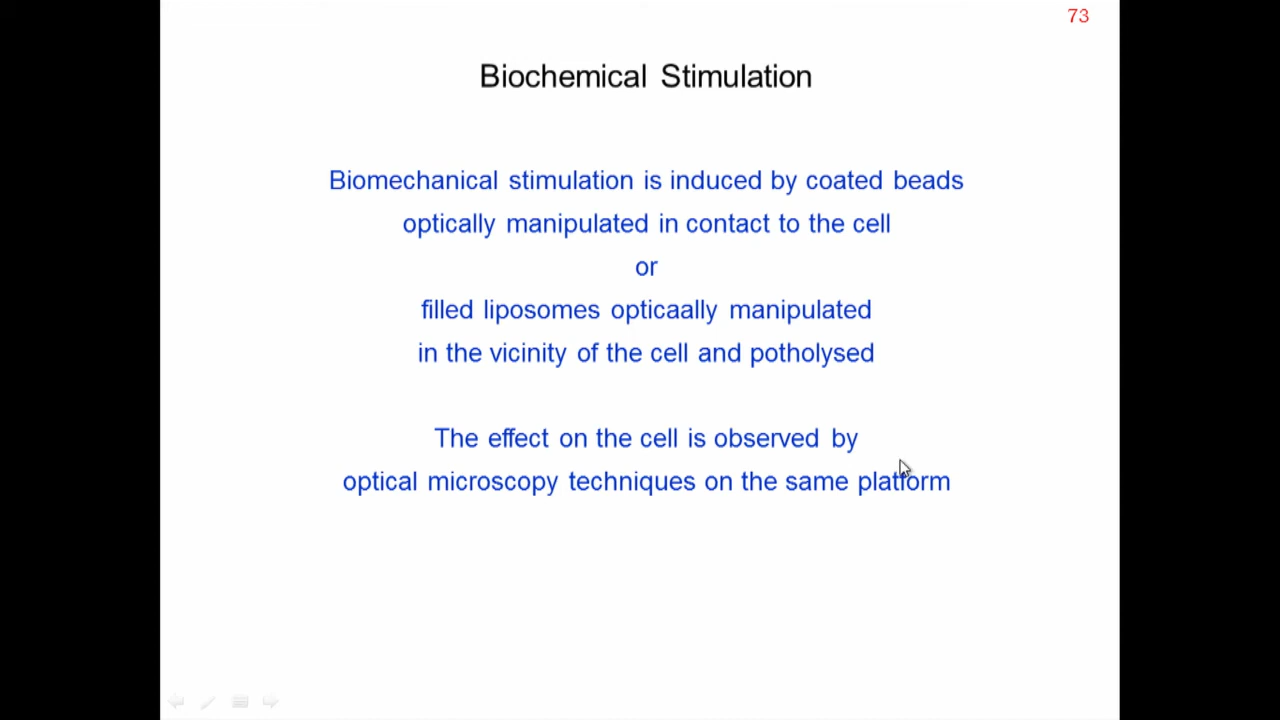 73
Biochemical Stimulation
Biomechanical stimulation is induced by coated beads
optically manipulated in contact to the cell
or
filled liposomes opticaally manipulated
in the vicinity of the cell and potholysed
The effect on the cell is observed by
optical microscopy techniques on the same platform